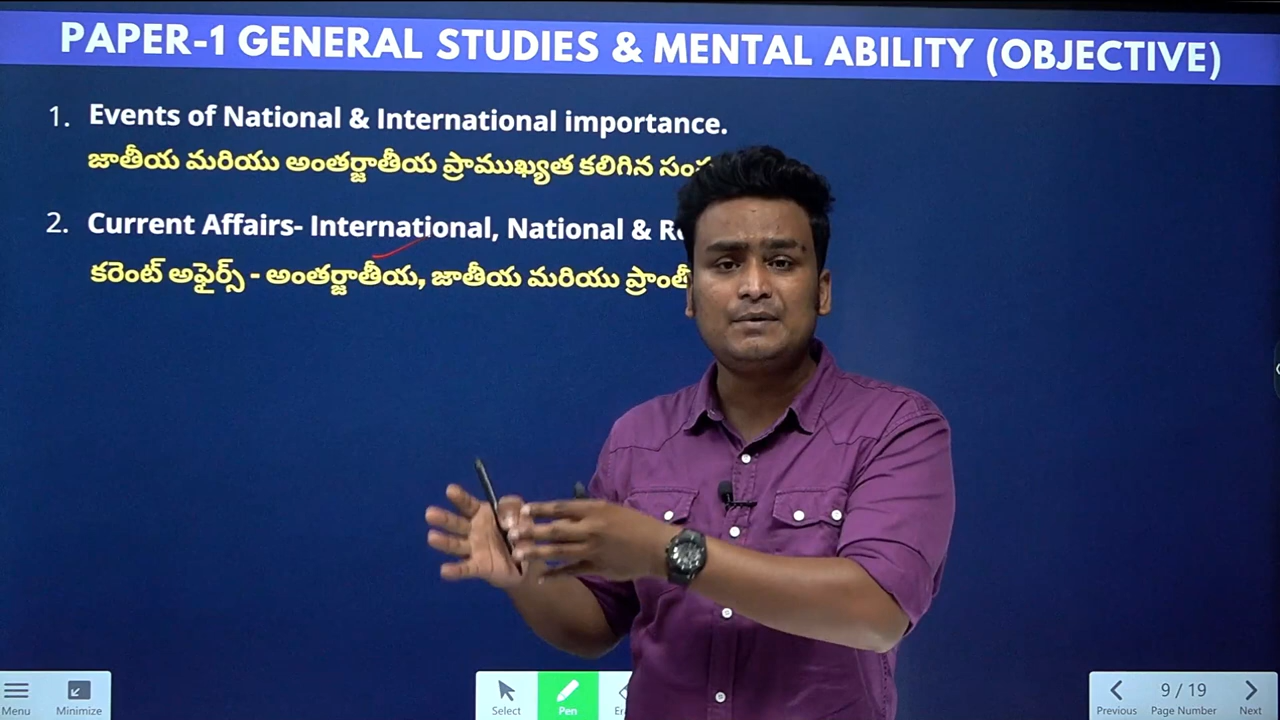 PAPER-1 GENERAL STUDIES & MENTAL ABILITY (OBJECTIVE)
1. Events of National & International importance.
జాతీయ మరియు అంతర్జాతీయ ప్రాముఖ్యత కలిగిన
2. Current Affairs- International, National &
కరెంట్ అఫైర్స్ - అంతర్జాతీయ, జాతీయ మరియు
Menu
Minimize
Select
Pen
9 / 19
Previous
Page Number
Next